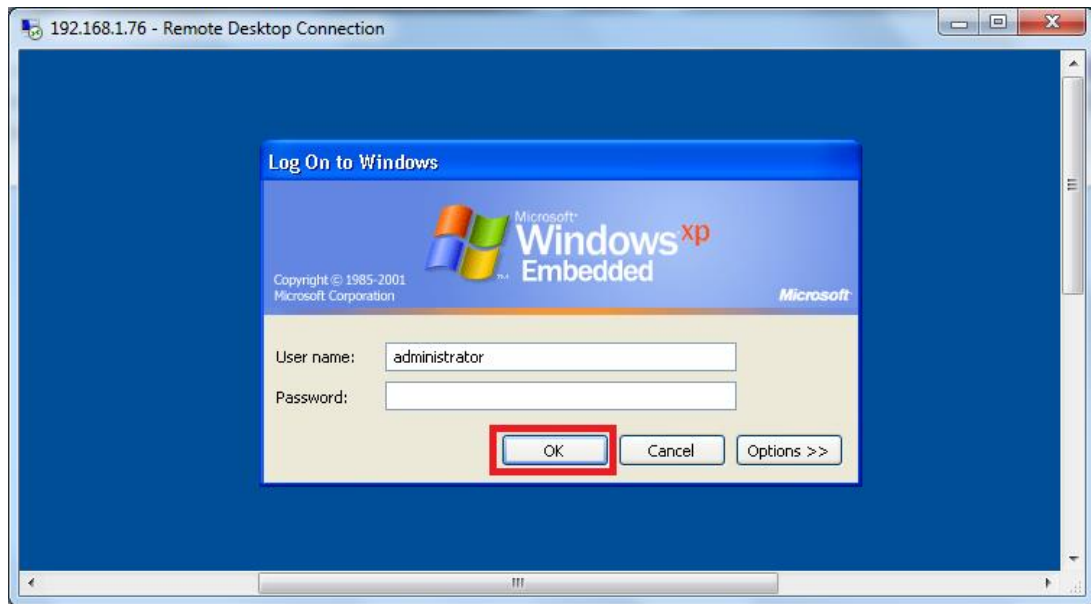 192.168.1.76 - Remote Desktop Connection
Log On to Windows
Microsoft
Windows xp
Embedded
Copyright © 1985-2001
Microsoft Corporation
Microsoft
User name: administrator
Password:
OK Cancel Options >>